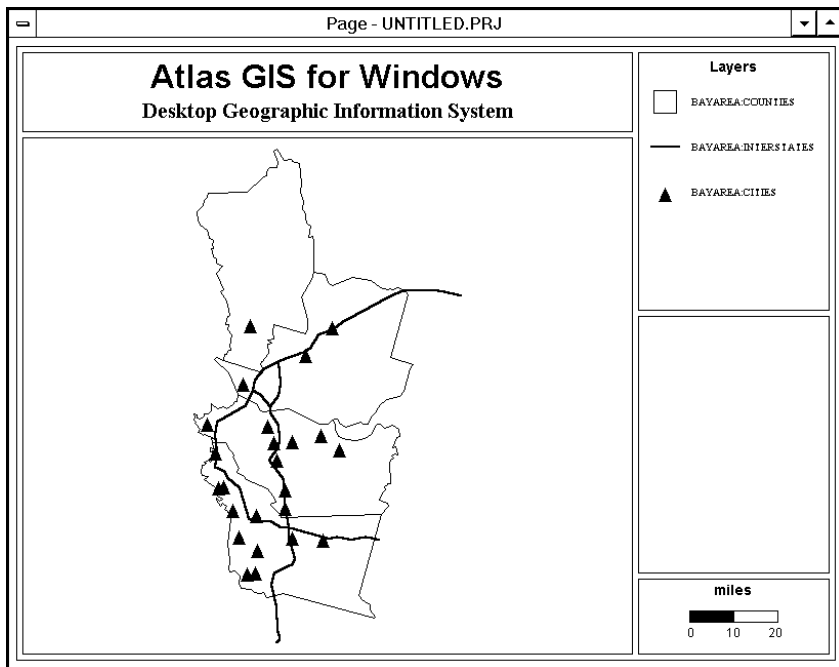 Page - UNTITLED.PRJ
Atlas GIS for Windows
Desktop Geographic Information System
Layers
BAYAREA:COUNTIES
BAYAREA:INTERSTATES
BAYAREA:CITIES
miles
0 10 20